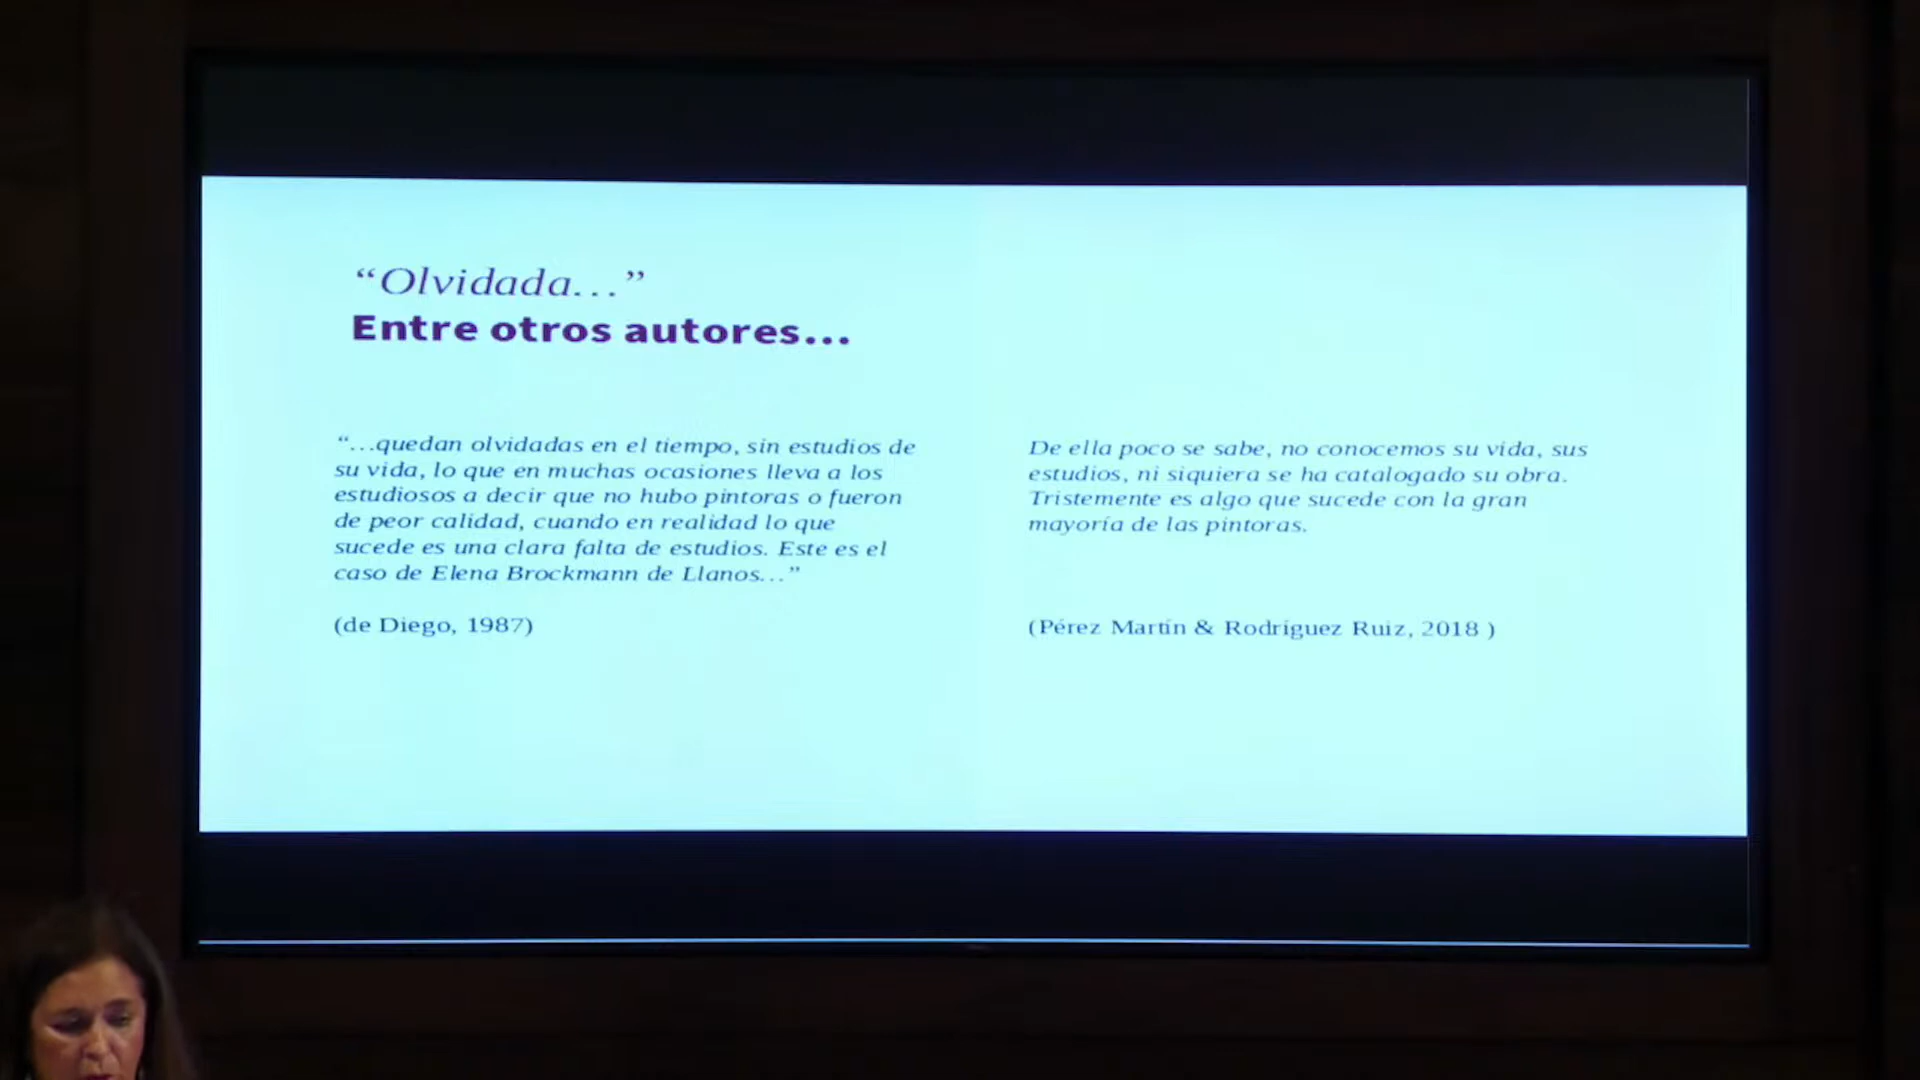 “Olvidada...”
Entre otros autores...
“...quedan olvidadas en el tiempo, sin estudios de
su vida, lo que en muchas ocasiones lleva a los
estudiosos a decir que no hubo pintoras o fueron
de peor calidad, cuando en realidad lo que
sucede es una clara falta de estudios. Este es el
caso de Elena Brockmann de Llanos...”
(de Diego, 1987)
De ella poco se sabe, no conocemos su vida, sus
estudios, ni siquiera se ha catalogado su obra.
Tristemente es algo que sucede con la gran
mayoría de las pintoras.
(Pérez Martín & Rodríguez Ruiz, 2018 )